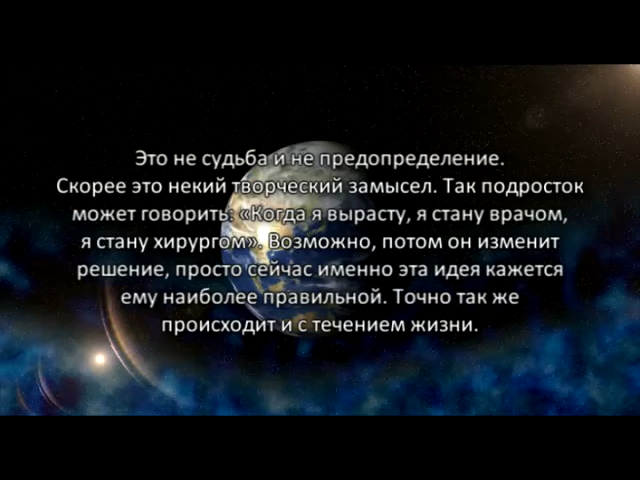 Это не судьба и не предопределение.
Скорее это некий творческий замысел. Так подросток
может говорить: «Когда я вырасту, я стану врачом,
я стану хирургом». Возможно, потом он изменит
решение, просто сейчас именно эта идея кажется
ему наиболее правильной. Точно так же
происходит и с течением жизни.